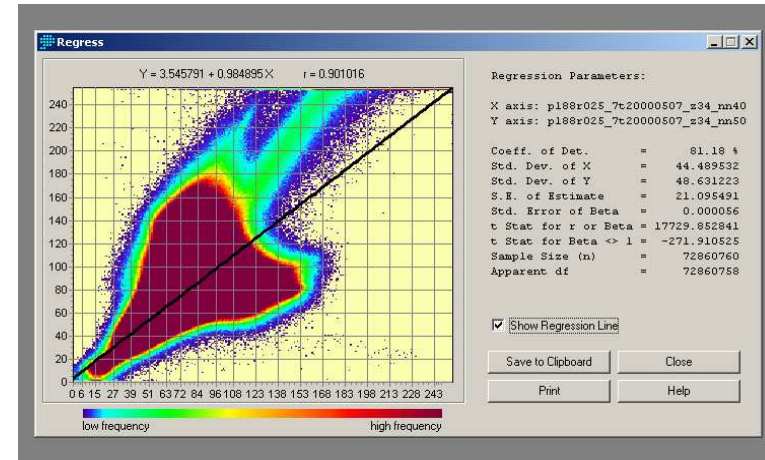 Regress
Y = 3.545791 + 0.984895 X r = 0.901016
240
220
200
180
160
140
120
100
80
60
40
20
0
0 6 15 27 39 51 63 72 84 96 108 123 138 153 168 183 198 213 228 243
low frequency high frequency
Regression Parameters:
X axis: p188r025_7t20000507_z34_nn40
Y axis: p188r025_7t20000507_z34_nn50
Coeff. of Det. = 81.18 %
Std. Dev. of X = 44.489532
Std. Dev. of Y = 48.631223
S.E. of Estimate = 21.095491
Std. Error of Beta = 0.000056
t Stat for r or Beta = 17729.852841
t Stat for Beta <> 1 = -271.910525
Sample Size (n) = 72860760
Apparent df = 72860758
Show Regression Line
Save to Clipboard Close
Print Help